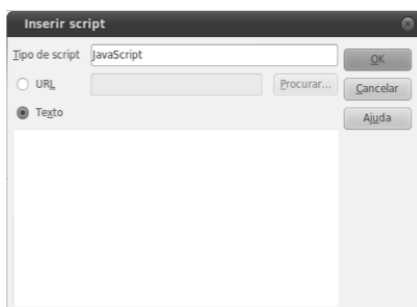 Inserir script
Tipo de script JavaScript OK
URL Procurar... Cancelar
Texto Ajuda